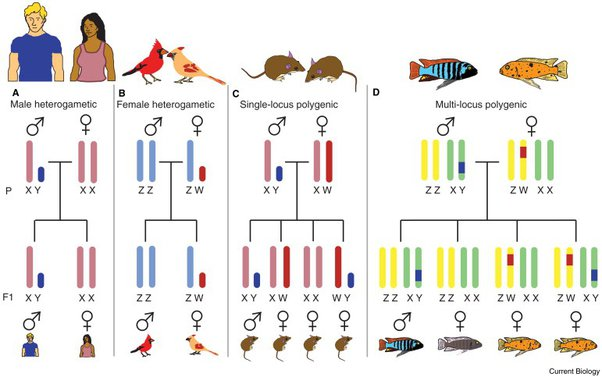 A B C D
Male heterogametic Female heterogametic Single-locus polygenic Multi-locus polygenic
♂ ♀ ♂ ♀ ♂ ♀ ♂ ♀
P X Y X X Z Z Z W X Y X W Z Z X Y Z W X X
F1 X Y X X Z Z Z W X Y X W X X W Y Z Z X Y Z Z X X Z W X X Z W X Y
♂ ♀ ♂ ♀ ♂ ♀ ♀ ♀ ♂ ♀ ♀ ♀
Current Biology